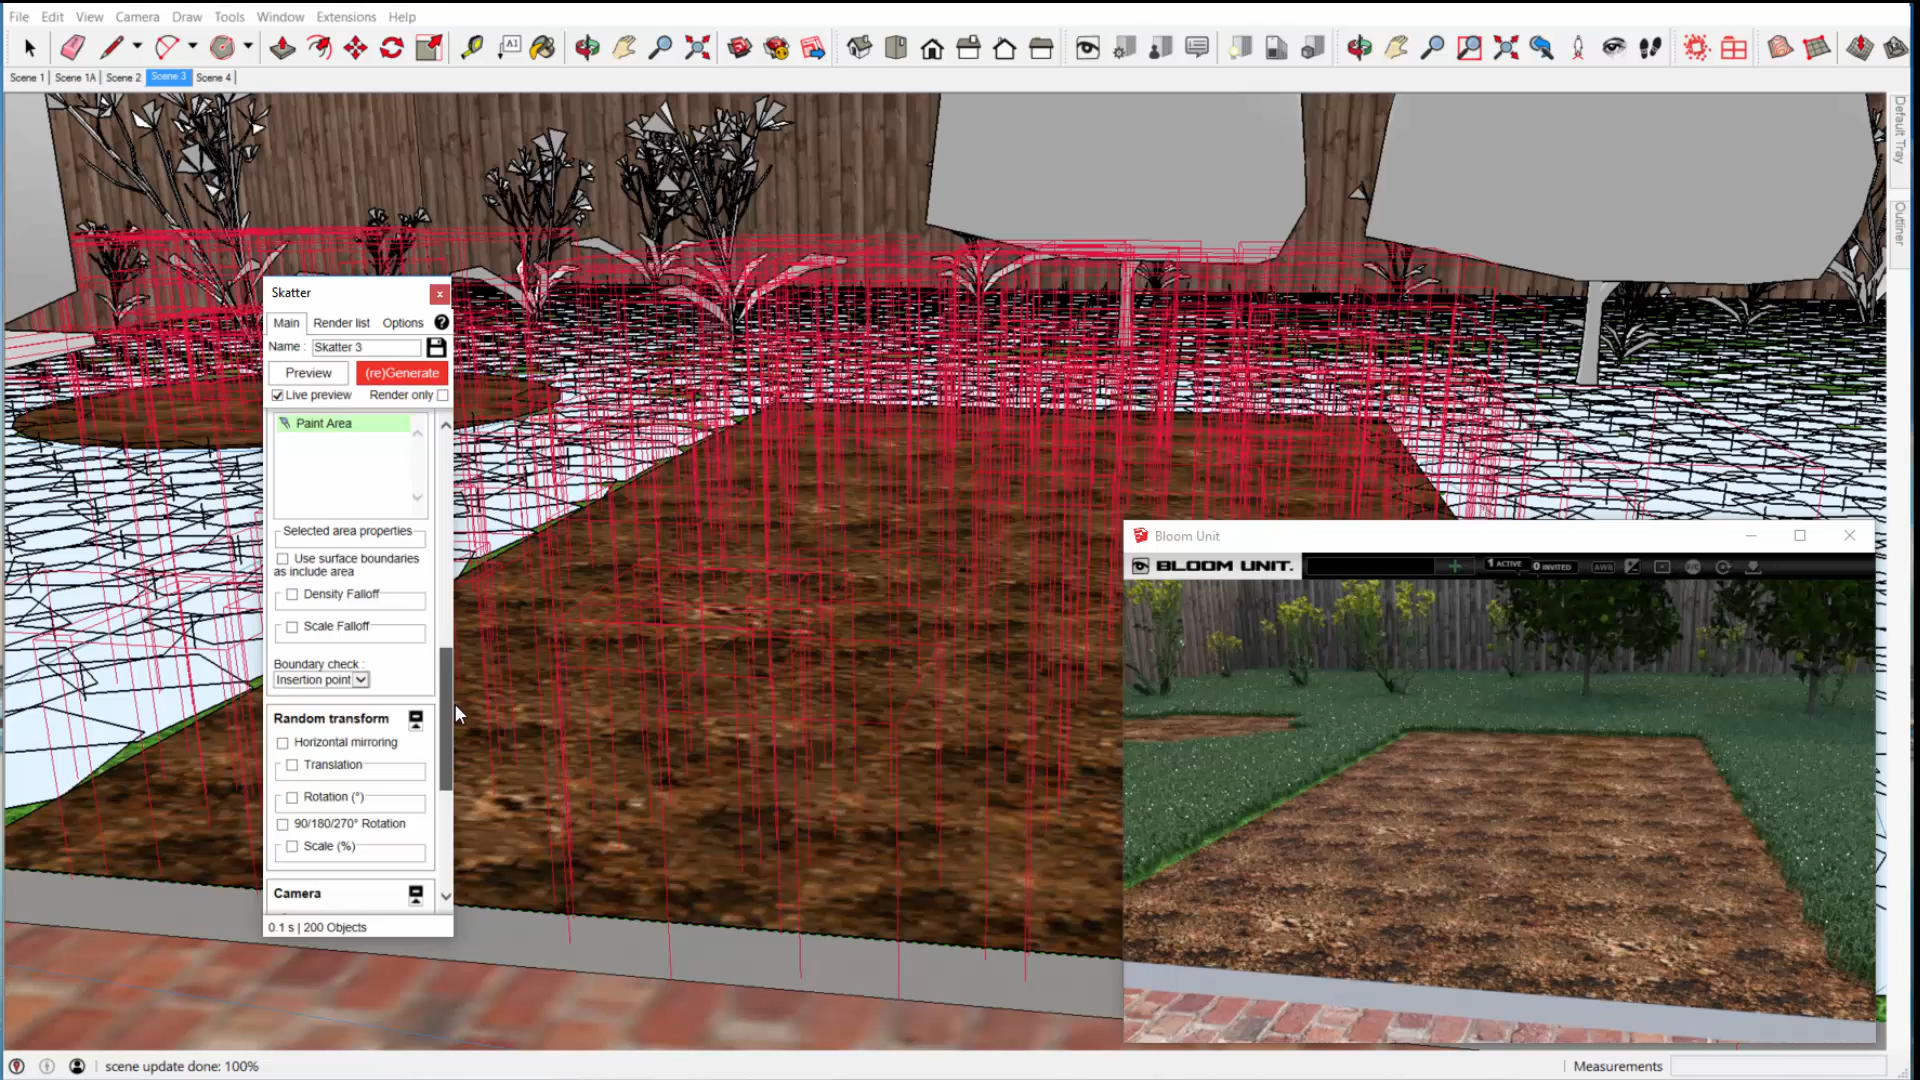 File Edit View Camera Draw Tools Window Extensions Help
A1
Scene 1 Scene 1A Scene 2 Scene 3 Scene 4
Default Tray
Outliner
Skatter
Main Render list Options
Name : Skatter 3
Preview (re)Generate
Live preview Render only
Paint Area
Selected area properties
Use surface boundaries
as include area
Density Falloff
Scale Falloff
Boundary check :
Insertion point
Random transform
Horizontal mirroring
Translation
Rotation (°)
90/180/270° Rotation
Scale (%)
Camera
0.1 s | 200 Objects
Bloom Unit
BLOOM UNIT. 1 ACTIVE 0 INVITED AWB
scene update done: 100%
Measurements